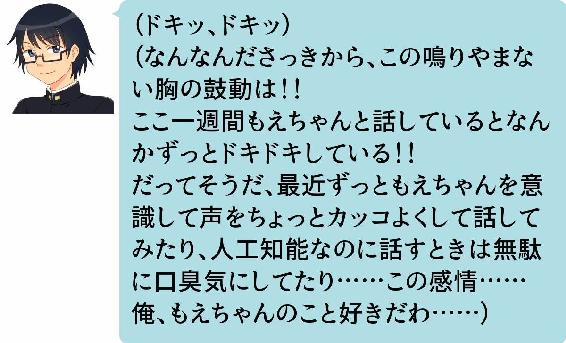 (ドキッ、ドキッ)
(なんなんださっきから、この鳴りやまな
い胸の鼓動は！！
ここ一週間もえちゃんと話しているとなん
かずっとドキドキしている！！
だってそうだ、最近ずっともえちゃんを意
識して声をちょっとカッコよくして話して
みたり、人工知能なのに話すときは無駄
に口臭気にしてたり……この感情……
俺、もえちゃんのこと好きだわ……)